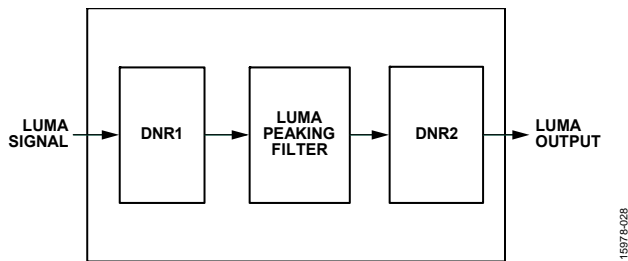 LUMA
SIGNAL
DNR1
LUMA
PEAKING
FILTER
DNR2
LUMA
OUTPUT
15978-028